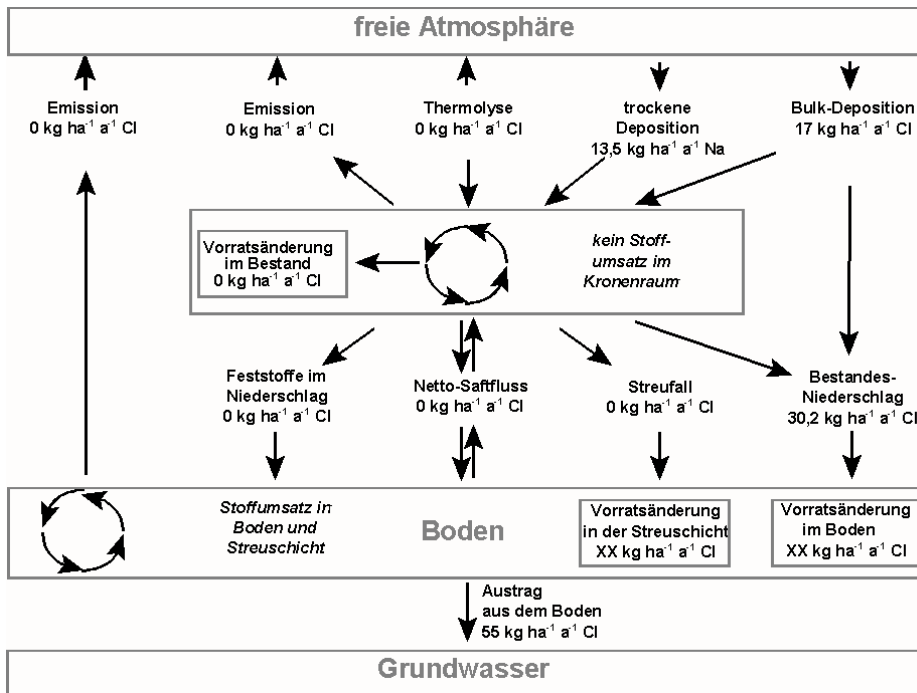 freie Atmosphäre
Emission
0 kg ha⁻¹ a⁻¹ Cl
Emission
0 kg ha⁻¹ a⁻¹ Cl
Thermolyse
0 kg ha⁻¹ a⁻¹ Cl
trockene
Deposition
13,5 kg ha⁻¹ a⁻¹ Na
Bulk-Deposition
17 kg ha⁻¹ a⁻¹ Cl
Vorratsänderung
im Bestand
0 kg ha⁻¹ a⁻¹ Cl
kein Stoff-
umsatz im
Kronenraum
Feststoffe im
Niederschlag
0 kg ha⁻¹ a⁻¹ Cl
Netto-Saftfluss
0 kg ha⁻¹ a⁻¹ Cl
Streufall
0 kg ha⁻¹ a⁻¹ Cl
Bestandes-
Niederschlag
30,2 kg ha⁻¹ a⁻¹ Cl
Stoffumsatz in
Boden und
Streuschicht
Boden
Vorratsänderung
in der Streuschicht
XX kg ha⁻¹ a⁻¹ Cl
Vorratsänderung
im Boden
XX kg ha⁻¹ a⁻¹ Cl
Austrag
aus dem Boden
55 kg ha⁻¹ a⁻¹ Cl
Grundwasser